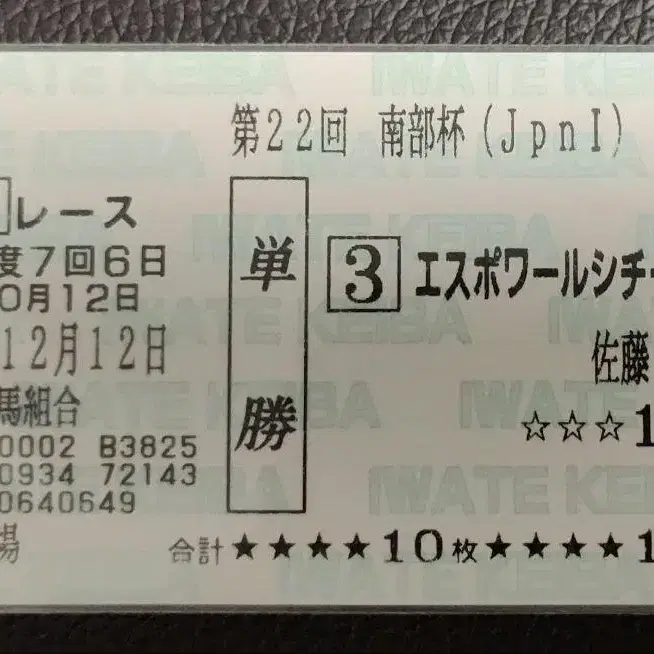 第22回 南部杯(JpnⅠ)
レース
度7回6日
0月12日
12月12日
馬組合
0002 B3825
0934 72143
0640649
場
単勝
3 エスポワールシチー
佐藤
☆☆☆1
合計★★★★10枚★★★★1
IWATE KEIBA